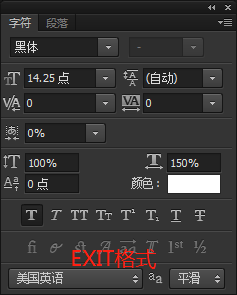 字符 段落
黑体 -
14.25 点 (自动)
0 0
0%
100% 150%
0 点 颜色：
T T TT Tт T¹ T₁ T T
fi st A aa T 1st ½
EXIT格式
美国英语 aa 平滑